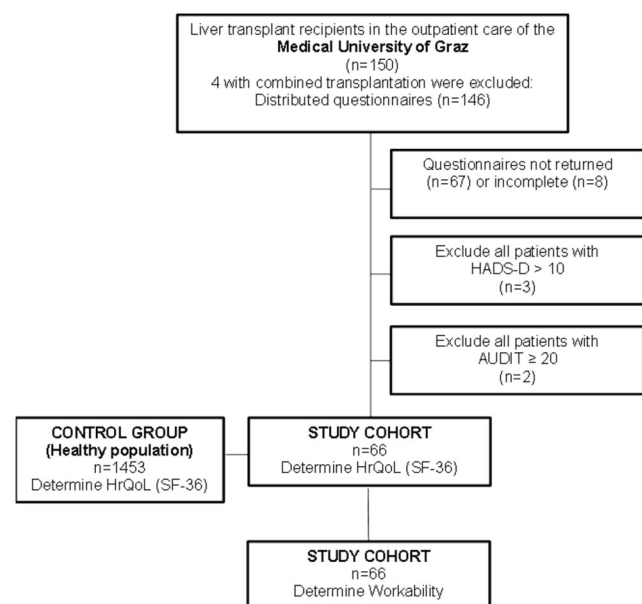 Liver transplant recipients in the outpatient care of the
Medical University of Graz
(n=150)
4 with combined transplantation were excluded:
Distributed questionnaires (n=146)
Questionnaires not returned
(n=67) or incomplete (n=8)
Exclude all patients with
HADS-D > 10
(n=3)
Exclude all patients with
AUDIT ≥ 20
(n=2)
CONTROL GROUP
(Healthy population)
n=1453
Determine HrQoL (SF-36)
STUDY COHORT
n=66
Determine HrQoL (SF-36)
STUDY COHORT
n=66
Determine Workability